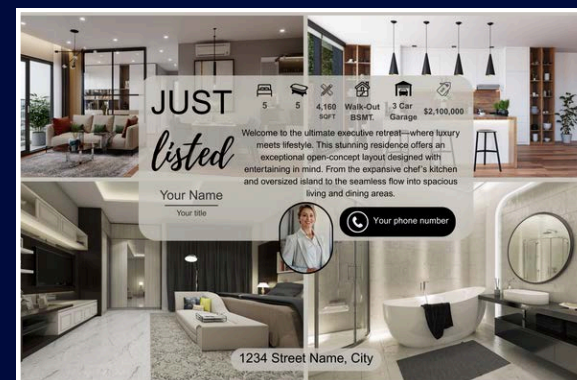 JUST
listed
5
5
4,160
SQFT
Walk-Out
BSMT.
3 Car
Garage
$2,100,000
Welcome to the ultimate executive retreat—where luxury
meets lifestyle. This stunning residence offers an
exceptional open-concept layout designed with
entertaining in mind. From the expansive chef's kitchen
and oversized island to the seamless flow into spacious
living and dining areas.
Your Name
Your title
Your phone number
1234 Street Name, City